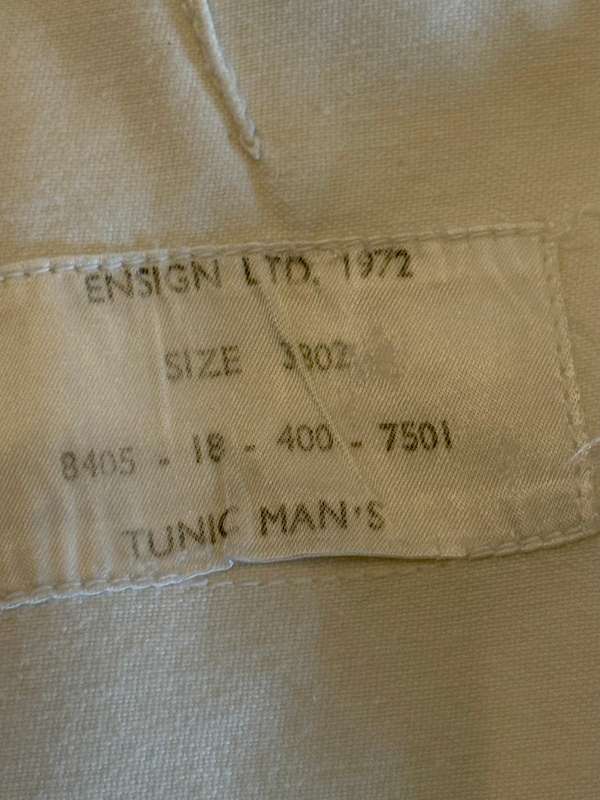 ENSIGN LTD. 1972
SIZE 3802
8405 - 18 - 400 - 7501
TUNIC MAN'S